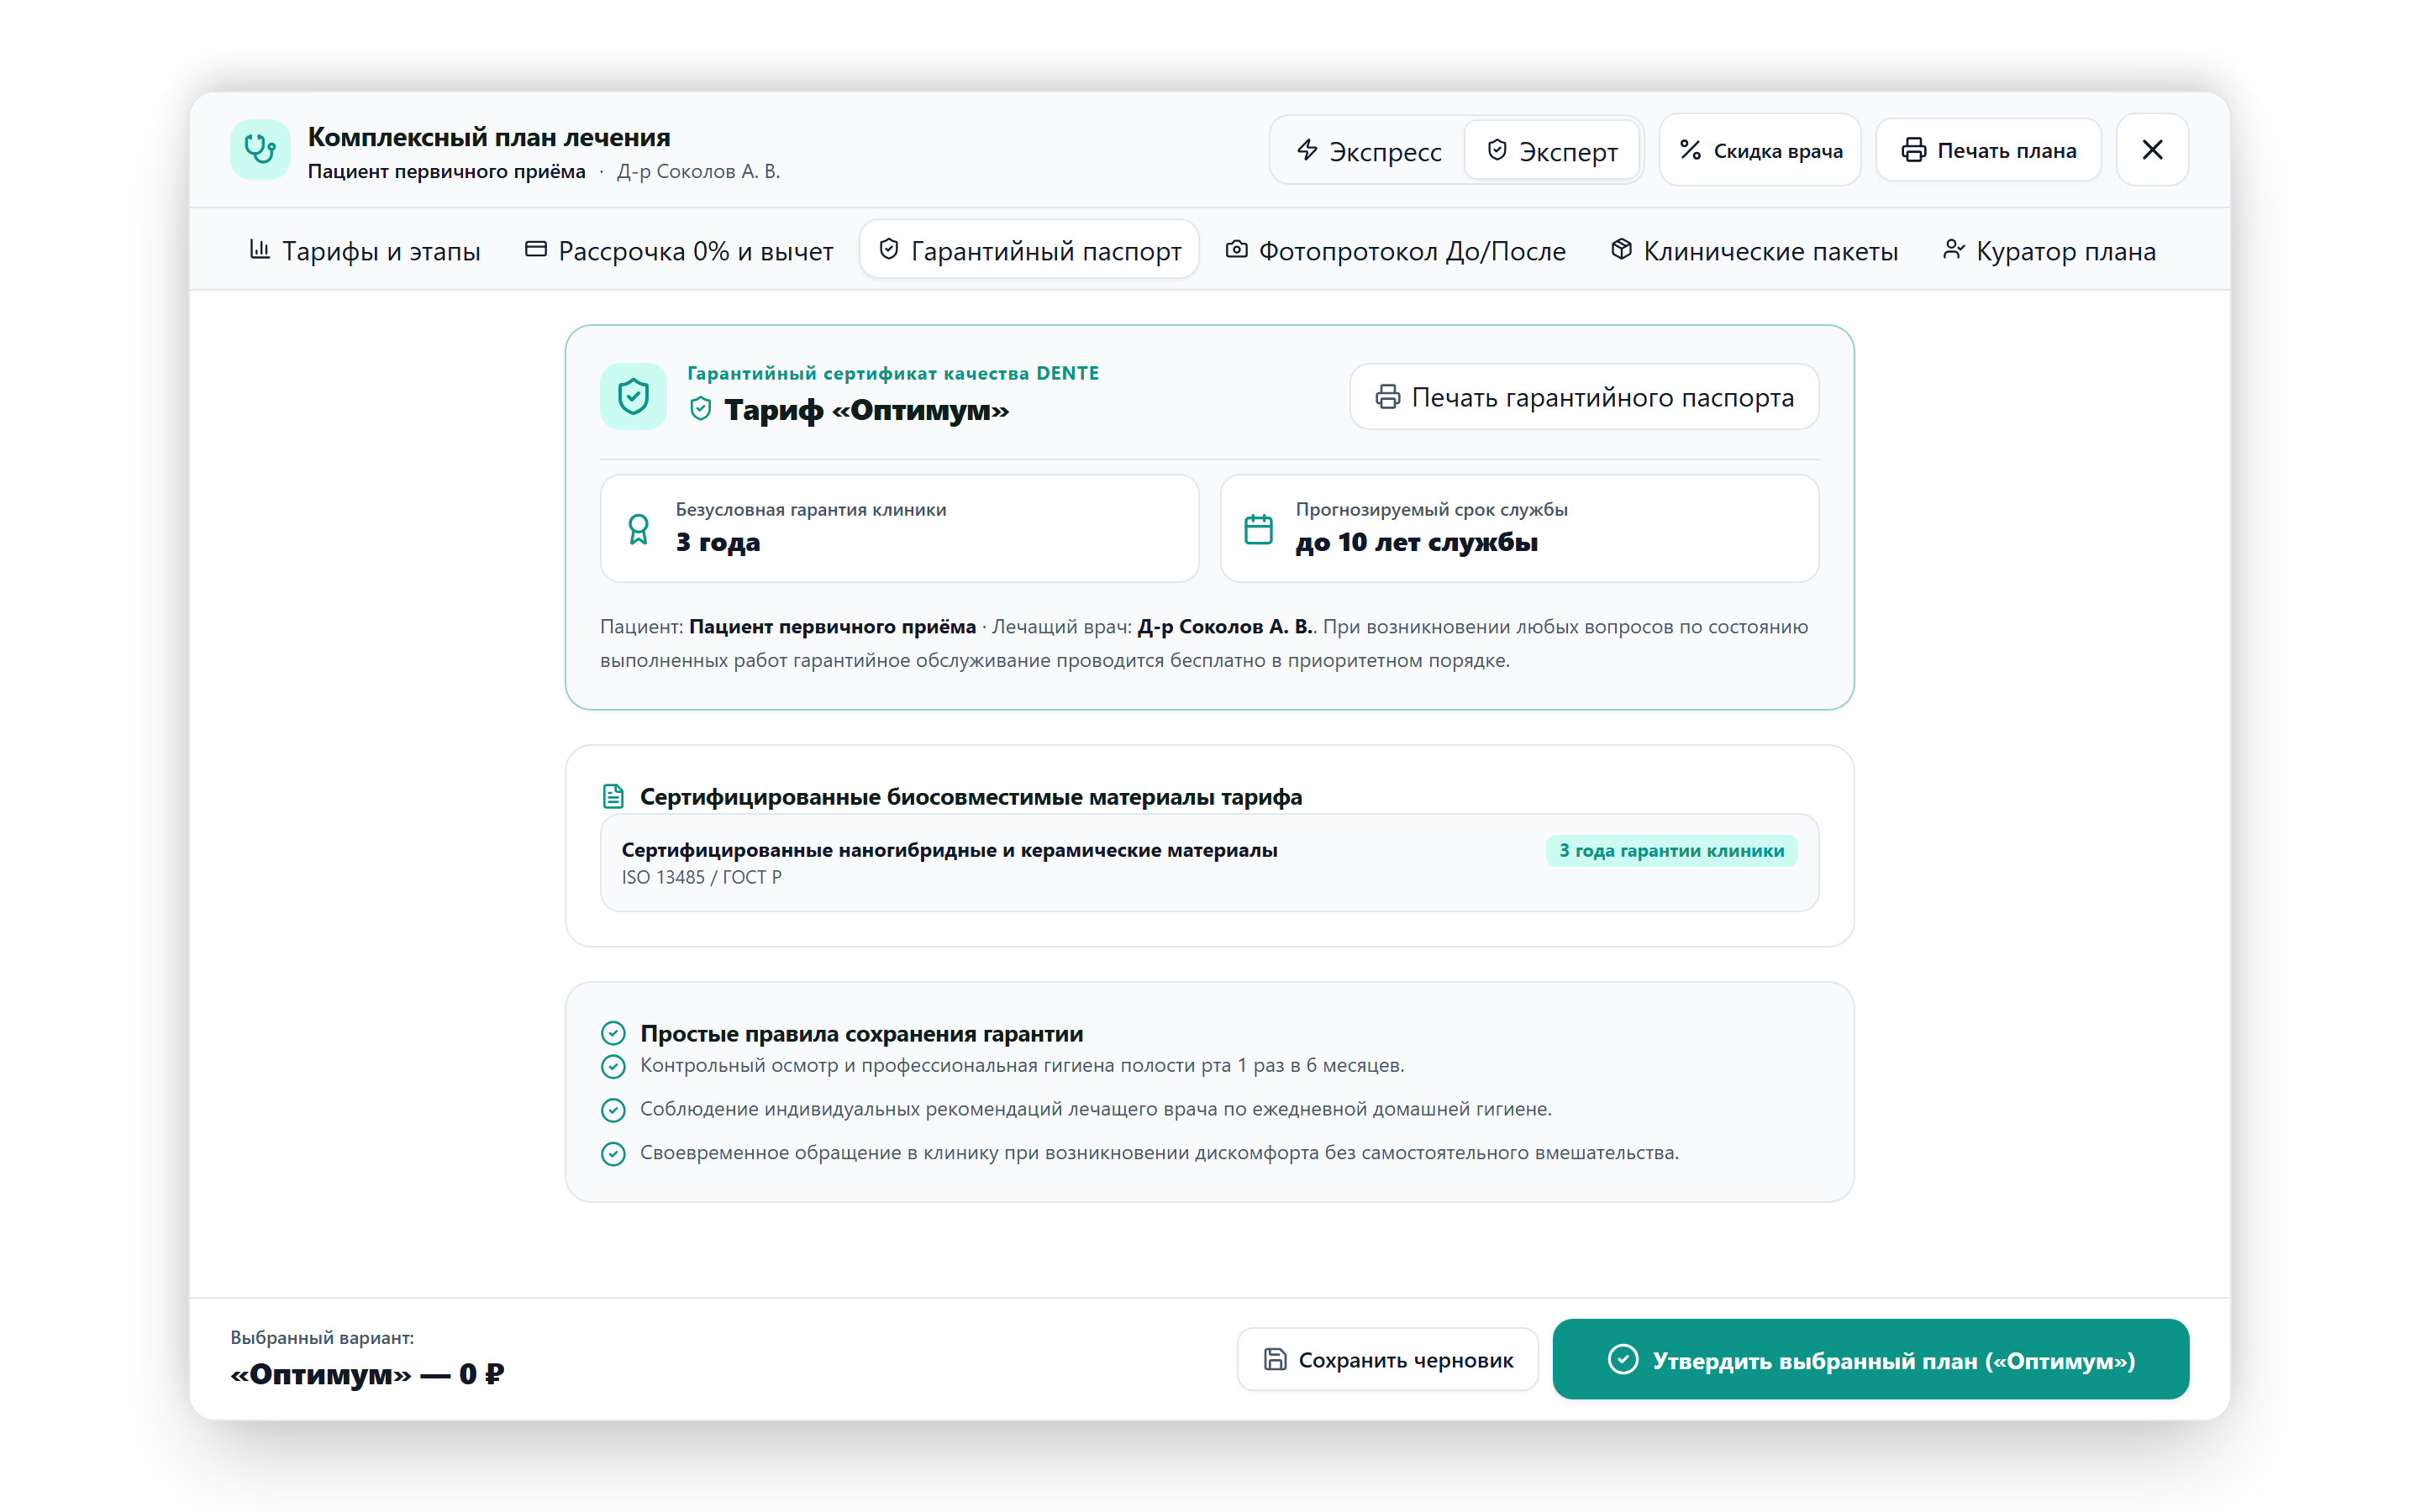 Комплексный план лечения
Пациент первичного приёма · Д-р Соколов А. В.
Экспресс
Эксперт
Скидка врача
Печать плана
Тарифы и этапы
Рассрочка 0% и вычет
Гарантийный паспорт
Фотопротокол До/После
Клинические пакеты
Куратор плана
Гарантийный сертификат качества DENTE
Тариф «Оптимум»
Печать гарантийного паспорта
Безусловная гарантия клиники
3 года
Прогнозируемый срок службы
до 10 лет службы
Пациент: Пациент первичного приёма · Лечащий врач: Д-р Соколов А. В.. При возникновении любых вопросов по состоянию
выполненных работ гарантийное обслуживание проводится бесплатно в приоритетном порядке.
Сертифицированные биосовместимые материалы тарифа
Сертифицированные наногибридные и керамические материалы
3 года гарантии клиники
ISO 13485 / ГОСТ Р
Простые правила сохранения гарантии
Контрольный осмотр и профессиональная гигиена полости рта 1 раз в 6 месяцев.
Соблюдение индивидуальных рекомендаций лечащего врача по ежедневной домашней гигиене.
Своевременное обращение в клинику при возникновении дискомфорта без самостоятельного вмешательства.
Выбранный вариант:
«Оптимум» — 0 ₽
Сохранить черновик
Утвердить выбранный план («Оптимум»)